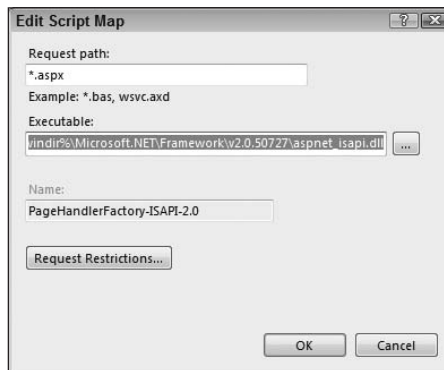 Edit Script Map
Request path:
*.aspx
Example: *.bas, wsvc.axd
Executable:
vindir%\Microsoft.NET\Framework\v2.0.50727\aspnet_isapi.dll
...
Name:
PageHandlerFactory-ISAPI-2.0
Request Restrictions...
OK
Cancel